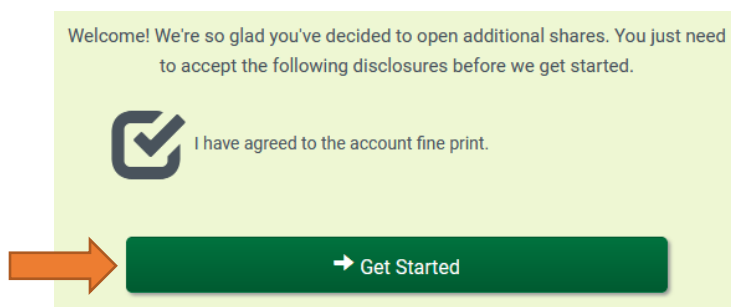 Welcome! We're so glad you've decided to open additional shares. You just need
to accept the following disclosures before we get started.
I have agreed to the account fine print.
Get Started